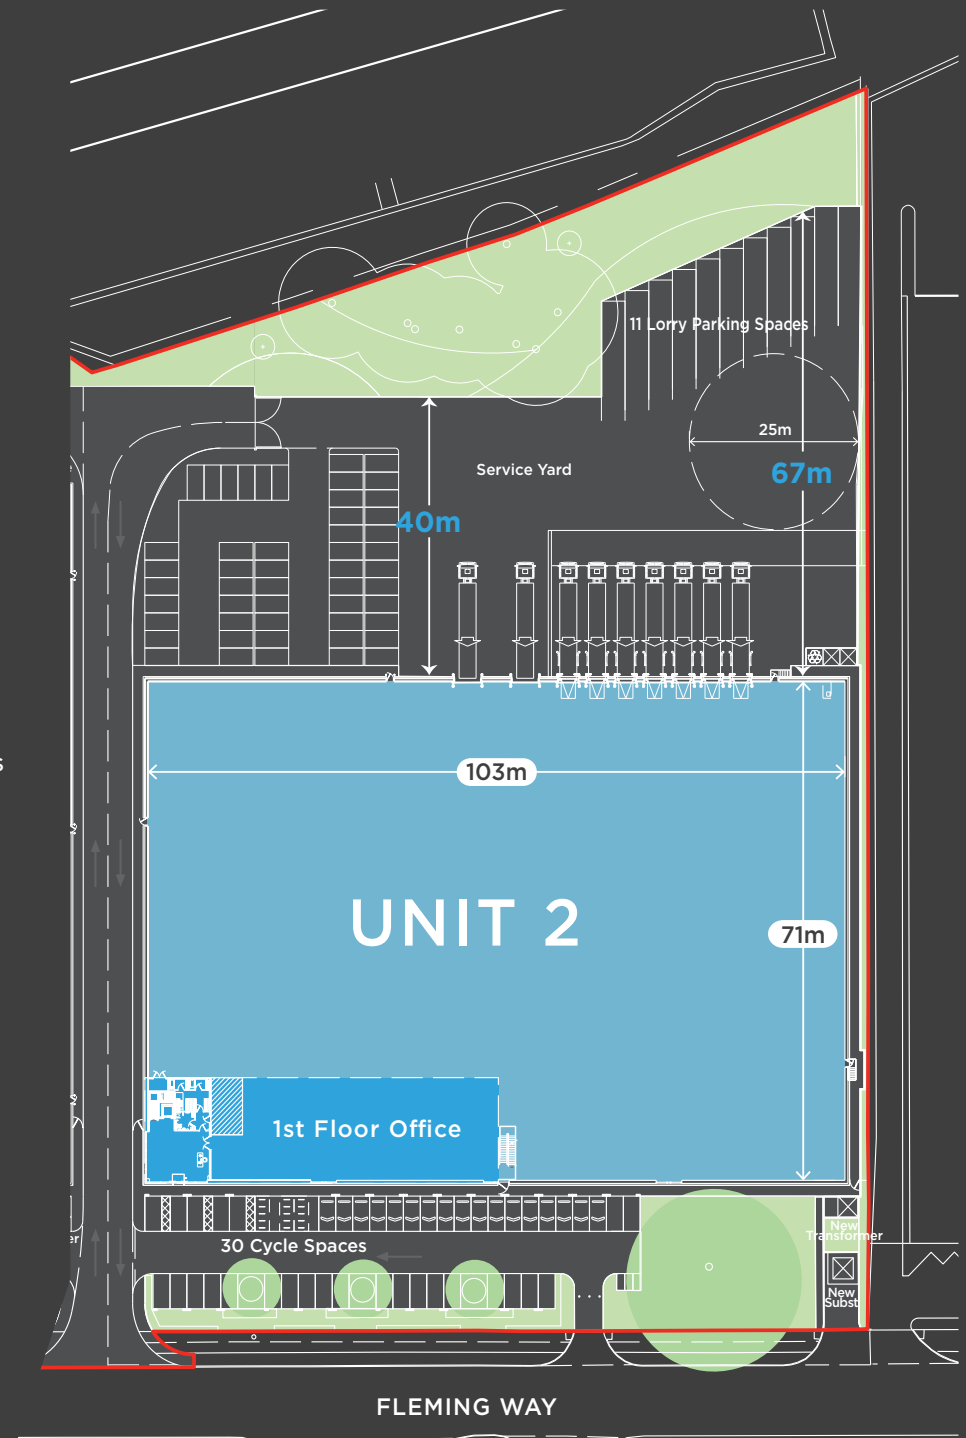 11 Lorry Parking Spaces
25m
67m
Service Yard
40m
103m
UNIT 2
71m
1st Floor Office
30 Cycle Spaces
New
Transformer
New
Subst
FLEMING WAY